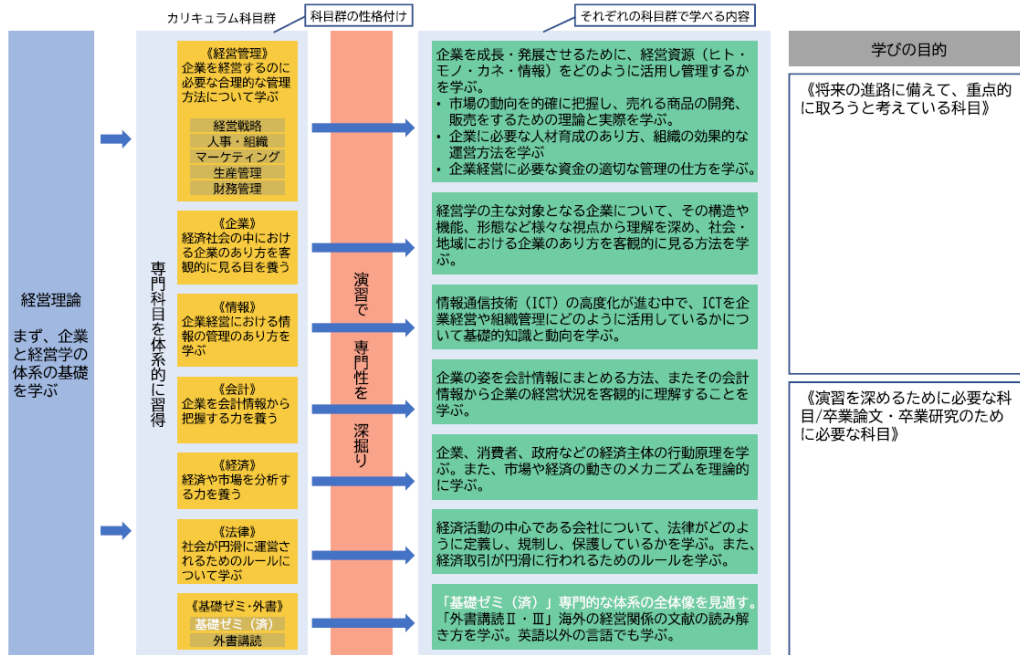 カリキュラム科目群
科目群の性格付け
それぞれの科目群で学べる内容
学びの目的
経営理論
まず、企業
と経営学の
体系の基礎
を学ぶ
専門科目を体系的に習得
《経営管理》
企業を経営するのに
必要な合理的な管理
方法について学ぶ
経営戦略
人事・組織
マーケティング
生産管理
財務管理
《企業》
経済社会の中におけ
る企業のあり方を客
観的に見る目を養う
《情報》
企業経営における情
報の管理のあり方を
学ぶ
《会計》
企業を会計情報から
把握する力を養う
《経済》
経済や市場を分析す
る力を養う
《法律》
社会が円滑に運営さ
れるためのルールに
ついて学ぶ
《基礎ゼミ・外書》
基礎ゼミ（済）
外書講読
演習で 専門性を 深掘り
企業を成長・発展させるために、経営資源（ヒト・
モノ・カネ・情報）をどのように活用し管理するか
を学ぶ。
• 市場の動向を的確に把握し、売れる商品の開発、
販売をするための理論と実際を学ぶ。
• 企業に必要な人材育成のあり方、組織の効果的な
運営方法を学ぶ
• 企業経営に必要な資金の適切な管理の仕方を学ぶ。
経営学の主な対象となる企業について、その構造や
機能、形態など様々な視点から理解を深め、社会・
地域における企業のあり方を客観的に見る方法を学
ぶ。
情報通信技術（ICT）の高度化が進む中で、ICTを企
業経営や組織管理にどのように活用しているかにつ
いて基礎的知識と動向を学ぶ。
企業の姿を会計情報にまとめる方法、またその会計
情報から企業の経営状況を客観的に理解することを
学ぶ。
企業、消費者、政府などの経済主体の行動原理を学
ぶ。また、市場や経済の動きのメカニズムを理論的
に学ぶ。
経済活動の中心である会社について、法律がどのよ
うに定義し、規制し、保護しているかを学ぶ。また、
経済取引が円滑に行われるためのルールを学ぶ。
「基礎ゼミ（済）」専門的な体系の全体像を見通す。
「外書講読Ⅱ・Ⅲ」海外の経営関係の文献の読み解
き方を学ぶ。英語以外の言語でも学ぶ。
《将来の進路に備えて、重点的
に取ろうと考えている科目》
《演習を深めるために必要な科
目/卒業論文・卒業研究のため
に必要な科目》